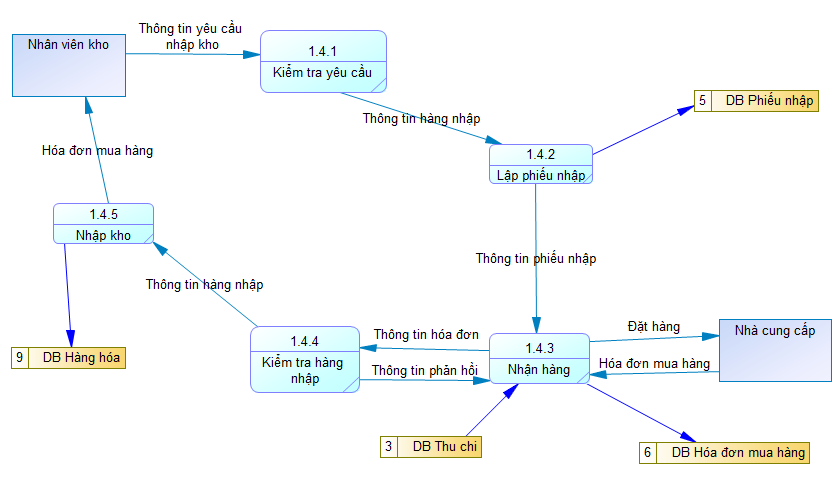 Thông tin yêu cầu
nhập kho
Nhân viên kho
1.4.1
Kiểm tra yêu cầu
5 DB Phiếu nhập
Thông tin hàng nhập
Hóa đơn mua hàng
1.4.2
Lập phiếu nhập
1.4.5
Nhập kho
Thông tin phiếu nhập
Thông tin hàng nhập
Đặt hàng
Nhà cung cấp
Thông tin hóa đơn
1.4.4
Kiểm tra hàng
nhập
1.4.3
Nhận hàng
9 DB Hàng hóa
Hóa đơn mua hàng
Thông tin phản hồi
3 DB Thu chi
6 DB Hóa đơn mua hàng